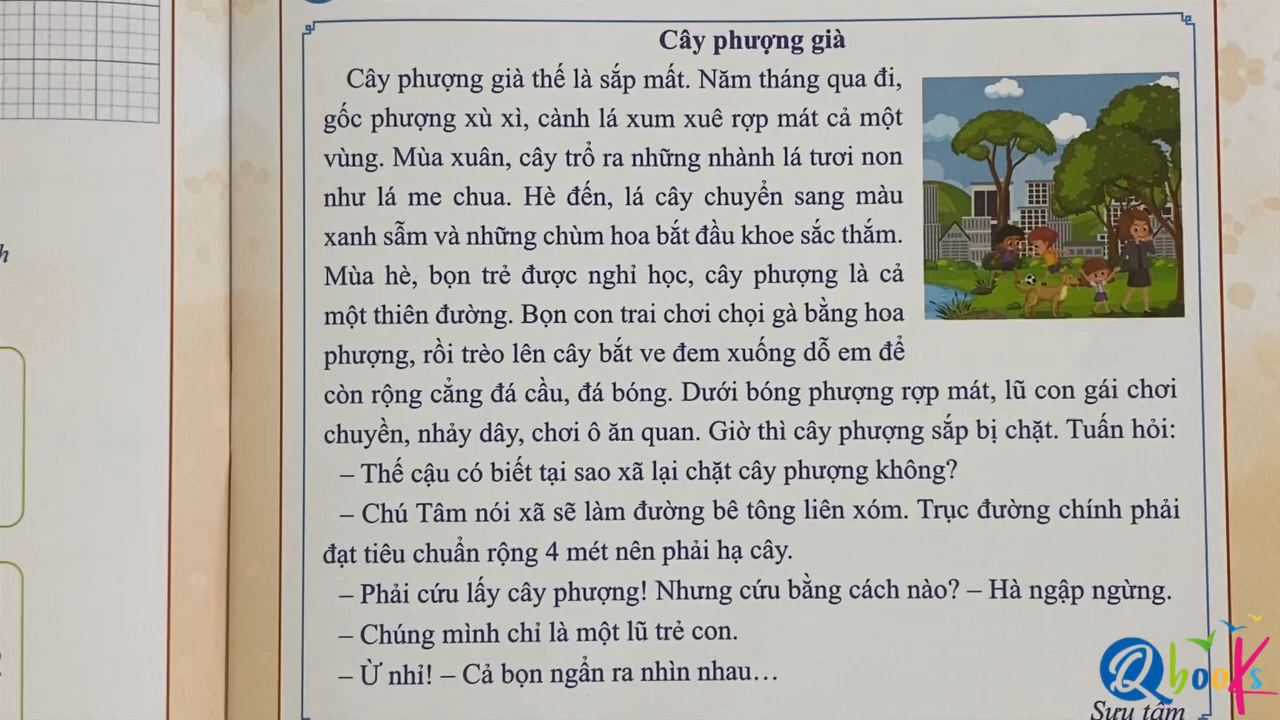 Cây phượng già
Cây phượng già thế là sắp mất. Năm tháng qua đi,
gốc phượng xù xì, cành lá xum xuê rợp mát cả một
vùng. Mùa xuân, cây trổ ra những nhành lá tươi non
như lá me chua. Hè đến, lá cây chuyển sang màu
xanh sẫm và những chùm hoa bắt đầu khoe sắc thắm.
Mùa hè, bọn trẻ được nghỉ học, cây phượng là cả
một thiên đường. Bọn con trai chơi chọi gà bằng hoa
phượng, rồi trèo lên cây bắt ve đem xuống dỗ em để
còn rộng cẳng đá cầu, đá bóng. Dưới bóng phượng rợp mát, lũ con gái chơi
chuyền, nhảy dây, chơi ô ăn quan. Giờ thì cây phượng sắp bị chặt. Tuấn hỏi:
– Thế cậu có biết tại sao xã lại chặt cây phượng không?
– Chú Tâm nói xã sẽ làm đường bê tông liên xóm. Trục đường chính phải
đạt tiêu chuẩn rộng 4 mét nên phải hạ cây.
– Phải cứu lấy cây phượng! Nhưng cứu bằng cách nào? – Hà ngập ngừng.
– Chúng mình chỉ là một lũ trẻ con.
– Ừ nhỉ! – Cả bọn ngẩn ra nhìn nhau…
Sưu tầm
Qbooks